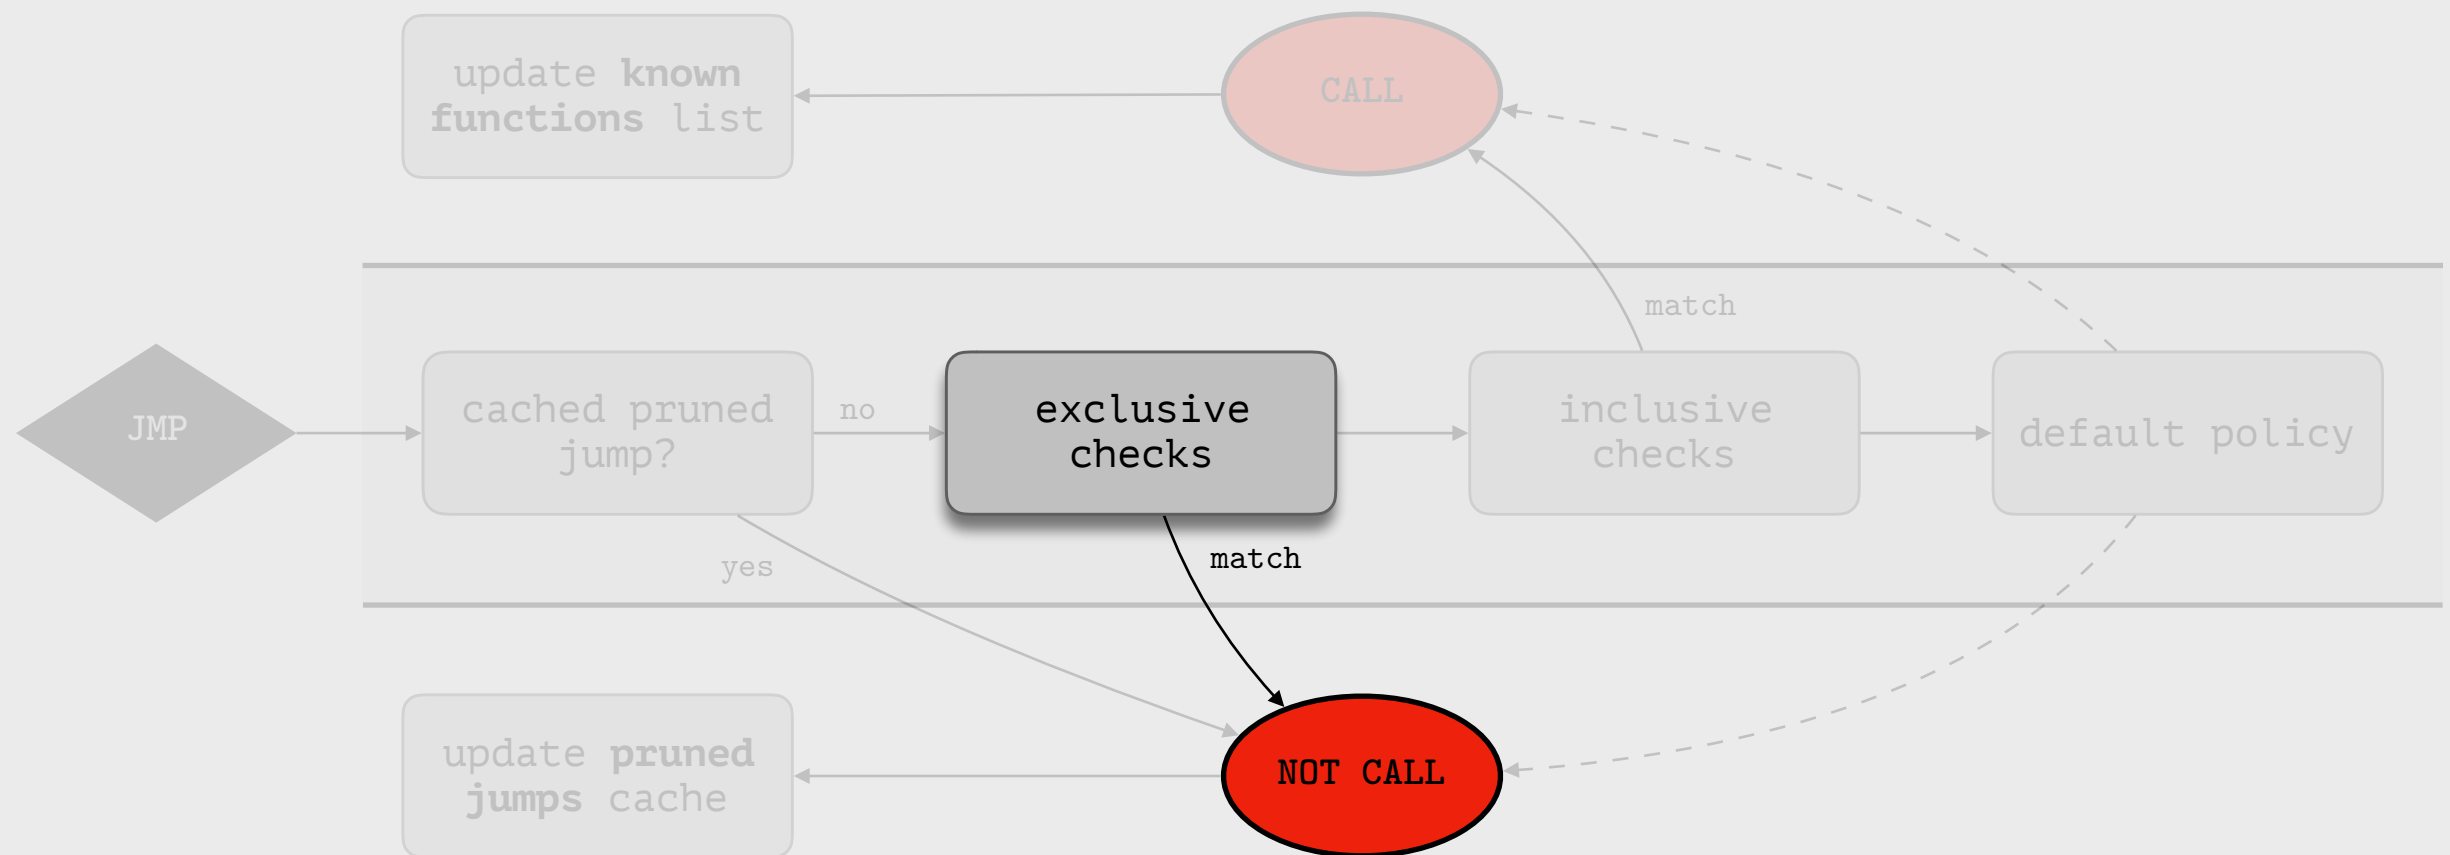 update known
functions list
CALL
match
JMP
cached pruned
jump?
no
exclusive
checks
inclusive
checks
default policy
yes
match
update pruned
jumps cache
NOT CALL